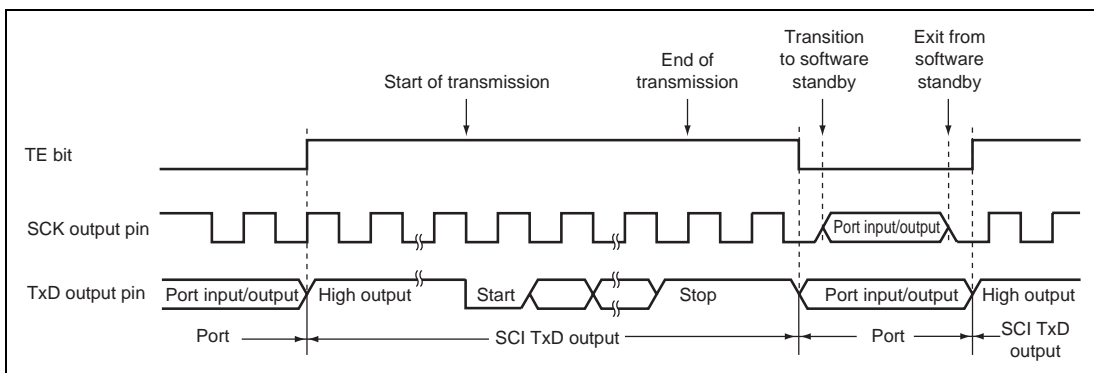 Transition
to software
standby
Exit from
software
standby
End of
transmission
Start of transmission
TE bit
SCK output pin
Port input/output
TxD output pin
Port input/output
High output
Start
Stop
Port input/output
High output
Port
SCI TxD output
Port
SCI TxD
output